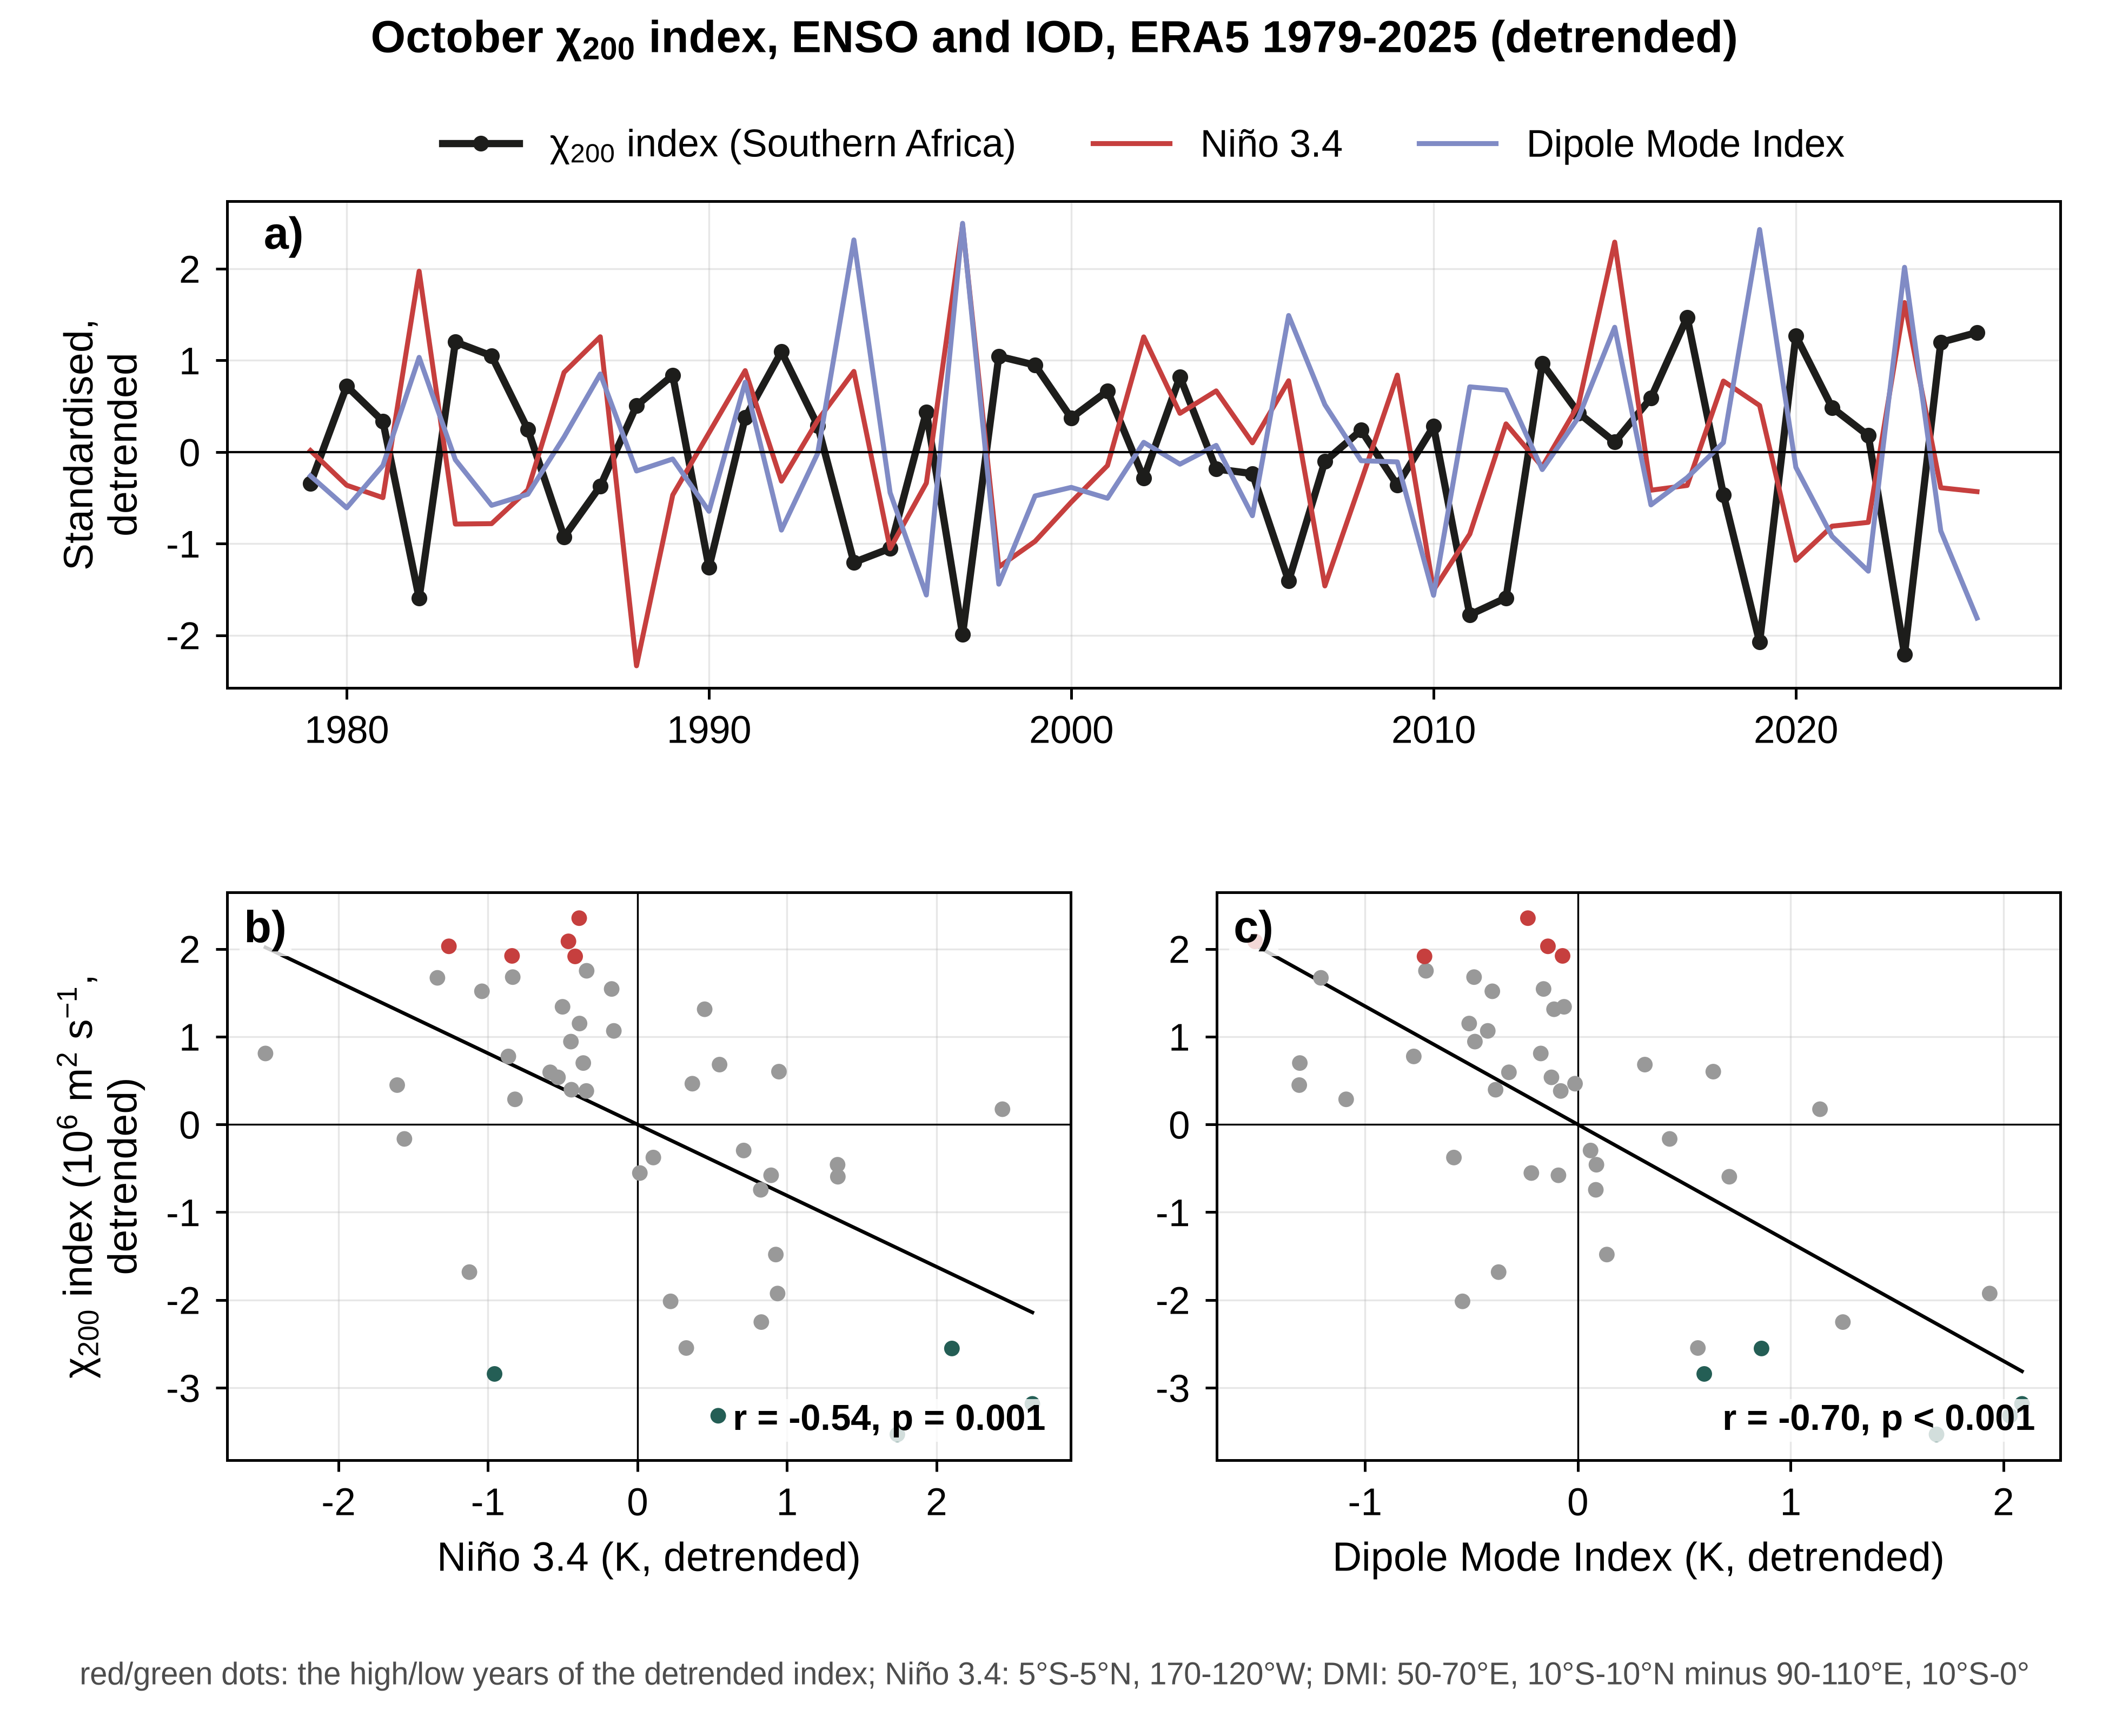 October χ₂₀₀ index, ENSO and IOD, ERA5 1979-2025 (detrended)
χ₂₀₀ index (Southern Africa)
Niño 3.4
Dipole Mode Index
a)
Standardised,
detrended
2
1
0
-1
-2
1980
1990
2000
2010
2020
b)
χ₂₀₀ index (10⁶ m² s⁻¹,
detrended)
2
1
0
-1
-2
-3
r = -0.54, p = 0.001
-2
-1
0
1
2
Niño 3.4 (K, detrended)
c)
2
1
0
-1
-2
-3
r = -0.70, p < 0.001
-1
0
1
2
Dipole Mode Index (K, detrended)
red/green dots: the high/low years of the detrended index; Niño 3.4: 5°S-5°N, 170-120°W; DMI: 50-70°E, 10°S-10°N minus 90-110°E, 10°S-0°